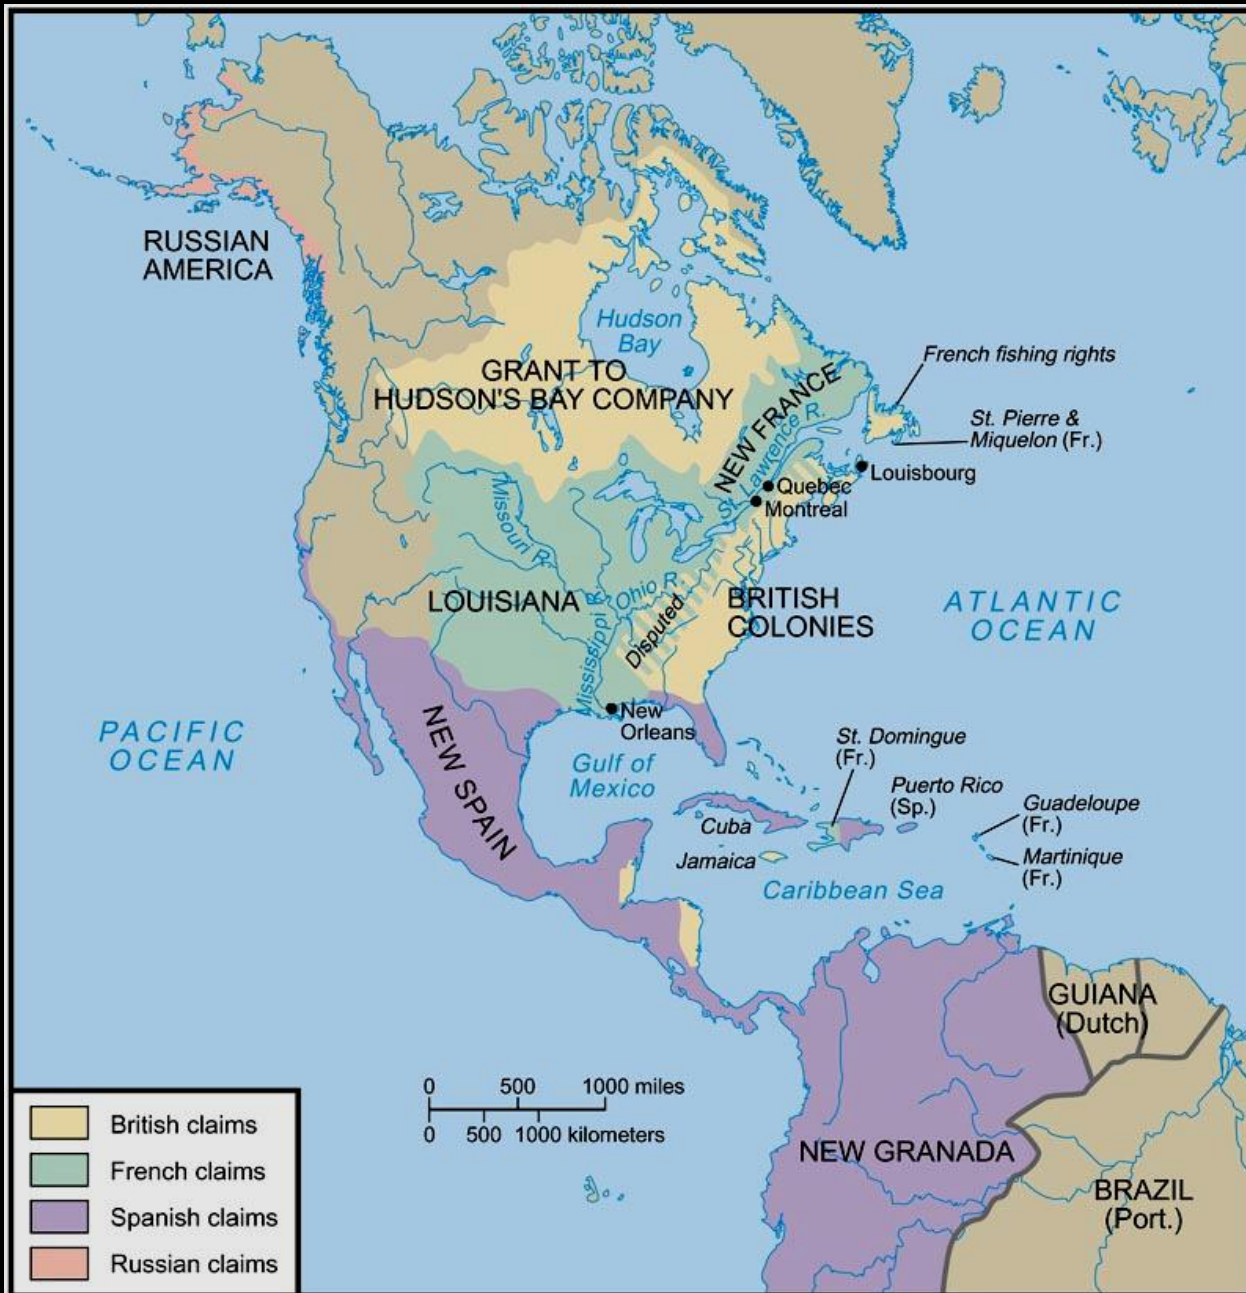 RUSSIAN
AMERICA
Hudson
Bay
GRANT TO
HUDSON'S BAY COMPANY
NEW FRANCE
St. Lawrence R.
French fishing rights
St. Pierre &
Miquelon (Fr.)
Louisbourg
Quebec
Montreal
Missouri R.
LOUISIANA
Ohio R.
Mississippi R.
Disputed
BRITISH
COLONIES
ATLANTIC
OCEAN
PACIFIC
OCEAN
NEW SPAIN
New
Orleans
Gulf of
Mexico
St. Domingue
(Fr.)
Puerto Rico
(Sp.)
Guadeloupe
(Fr.)
Cuba
Jamaica
Martinique
(Fr.)
Caribbean Sea
GUIANA
(Dutch)
NEW GRANADA
BRAZIL
(Port.)
0 500 1000 miles
0 500 1000 kilometers
British claims
French claims
Spanish claims
Russian claims